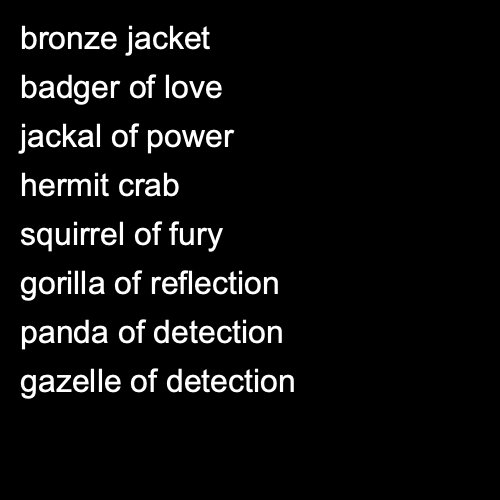 bronze jacket
badger of love
jackal of power
hermit crab
squirrel of fury
gorilla of reflection
panda of detection
gazelle of detection